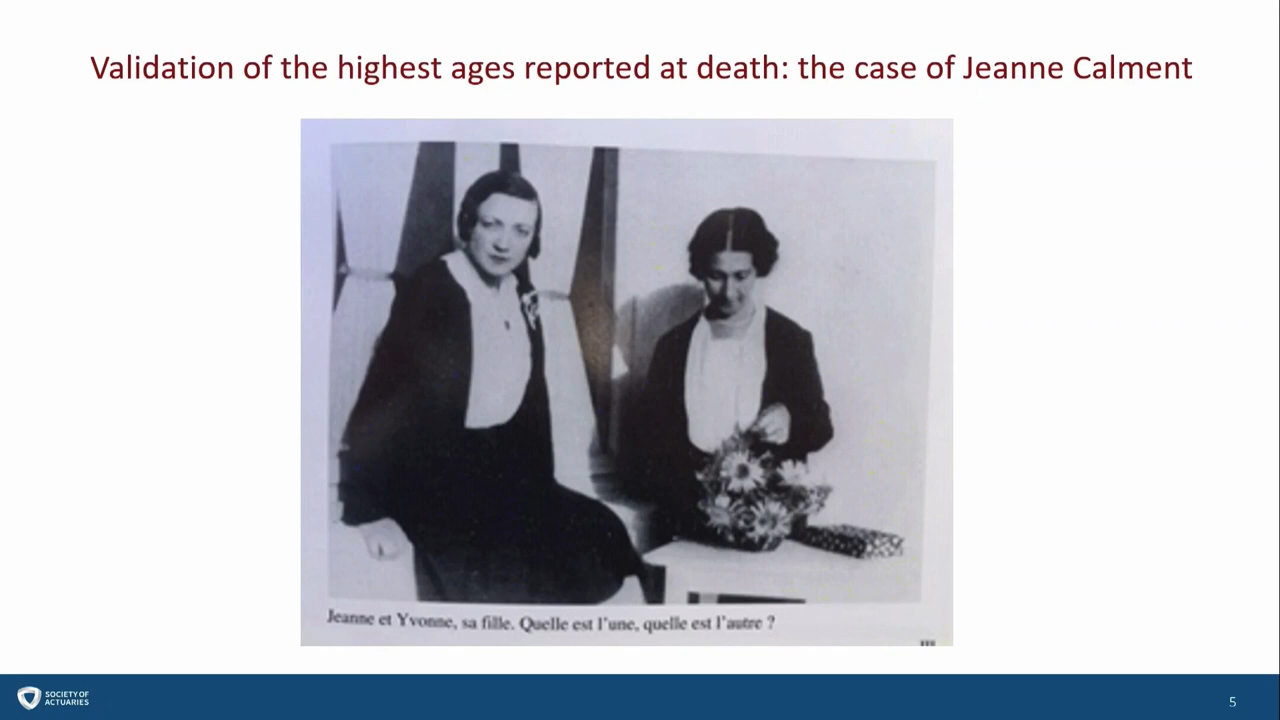 Validation of the highest ages reported at death: the case of Jeanne Calment
Jeanne et Yvonne, sa fille. Quelle est l'une, quelle est l'autre ?
SOCIETY OF
ACTUARIES
5